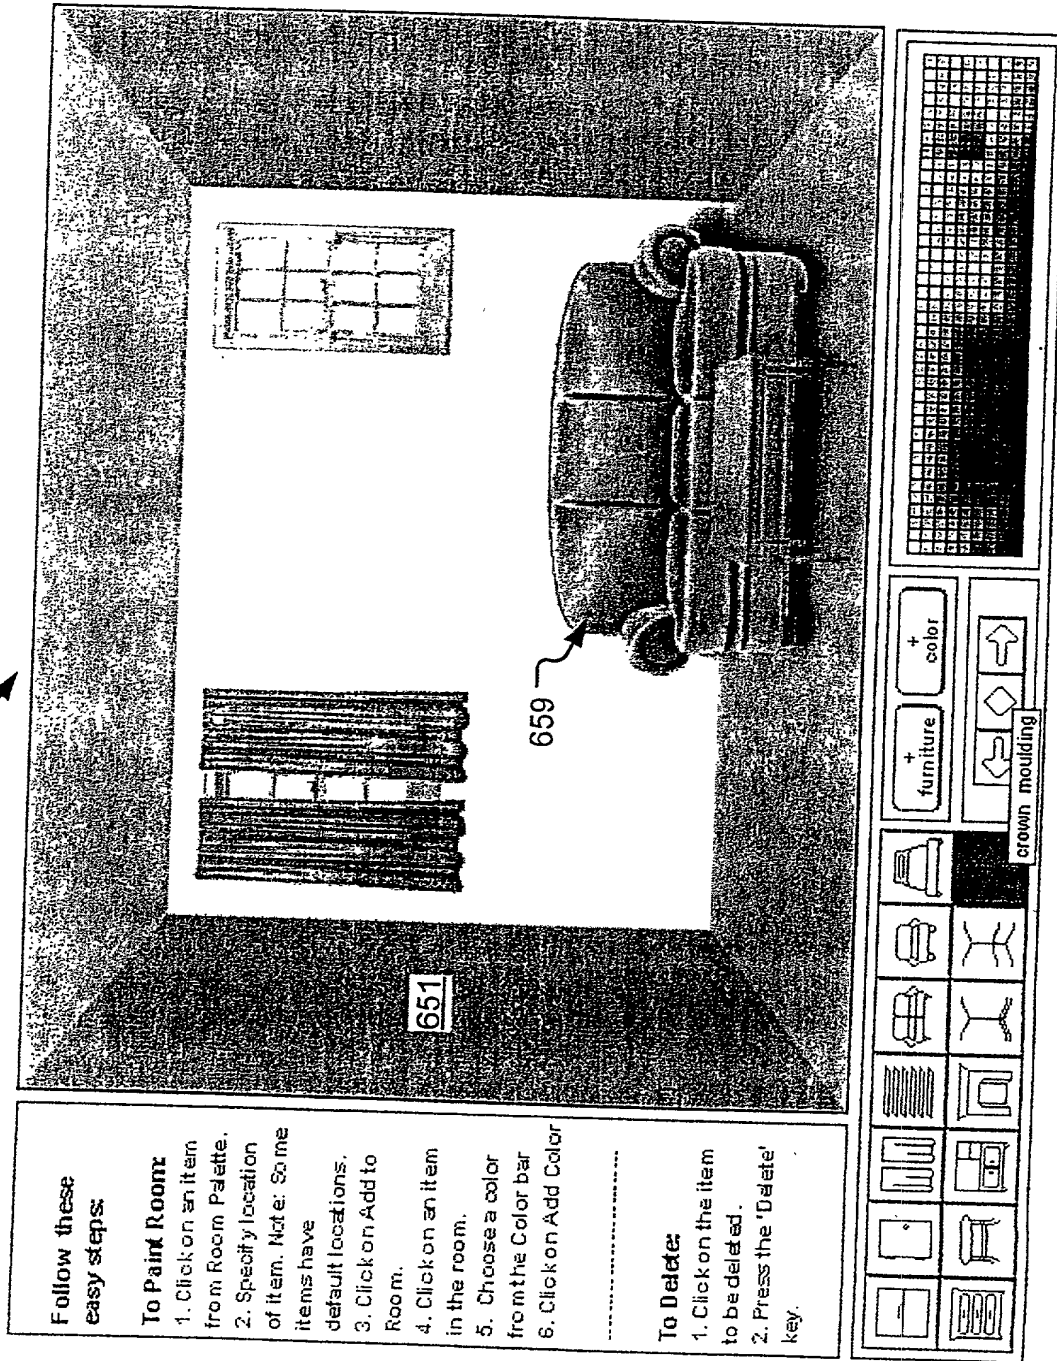 Follow these
easy steps:
To Paint Room:
1. Click on an item
from Room Palette.
2. Specify location
of item. Note: Some
items have
default locations.
3. Click on Add to
Room.
4. Click on an item
in the room.
5. Choose a color
from the Color bar
6. Click on Add Color
To Delete:
1. Click on the item
to be deleted.
2. Press the 'Delete'
key.
651
659
+
furniture
+
color
crown moulding